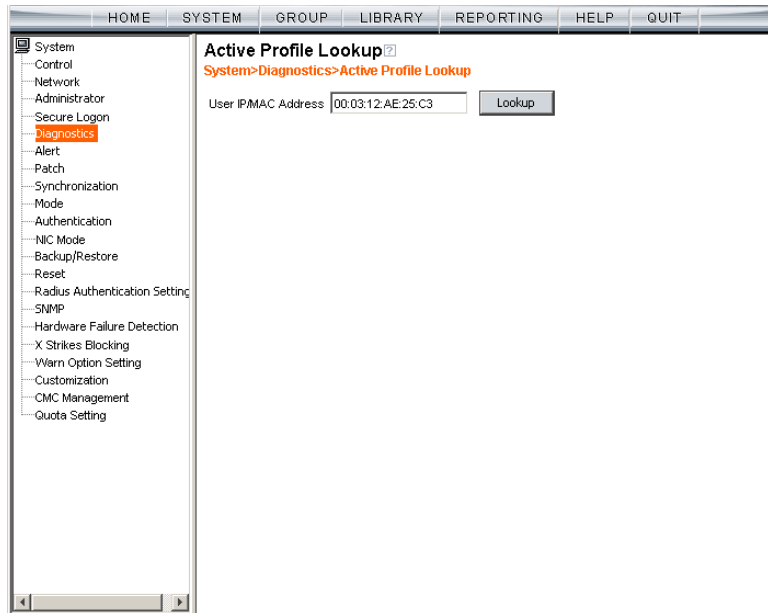 HOME SYSTEM GROUP LIBRARY REPORTING HELP QUIT
System
Control
Network
Administrator
Secure Logon
Diagnostics
Alert
Patch
Synchronization
Mode
Authentication
NIC Mode
Backup/Restore
Reset
Radius Authentication Setting
SNMP
Hardware Failure Detection
X Strikes Blocking
Warn Option Setting
Customization
CMC Management
Quota Setting
Active Profile Lookup ?
System>Diagnostics>Active Profile Lookup
User IP/MAC Address 00:03:12:AE:25:C3 Lookup